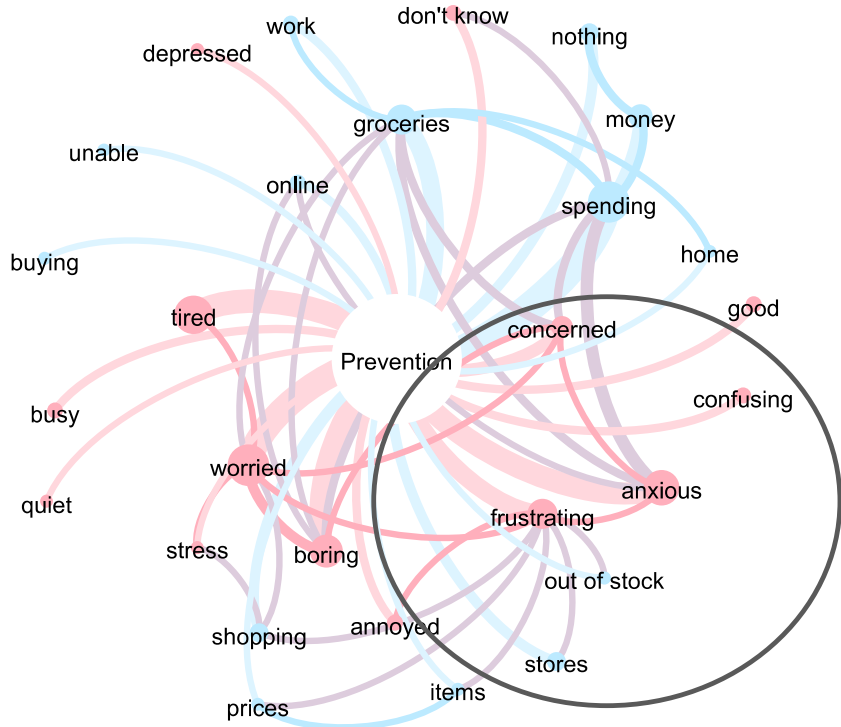 don't know
work
nothing
depressed
groceries
money
unable
online
spending
home
buying
good
tired
concerned
Prevention
confusing
busy
worried
anxious
quiet
frustrating
stress
boring
out of stock
annoyed
shopping
stores
items
prices